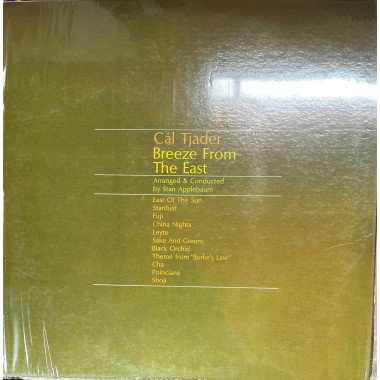 Cal Tjader
Breeze From
The East
Arranged & Conducted
by Stan Applebaum
East Of The Sun
Stardust
Fuji
China Nights
Leyte
Sake And Greens
Black Orchid
Theme from "Burke's Law"
Cha
Poinciana
Shoji